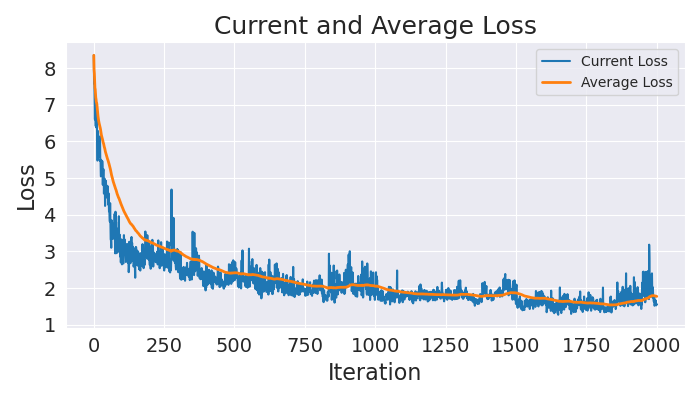 Current and Average Loss
Current Loss
Average Loss
Loss
8
7
6
5
4
3
2
1
0 250 500 750 1000 1250 1500 1750 2000
Iteration